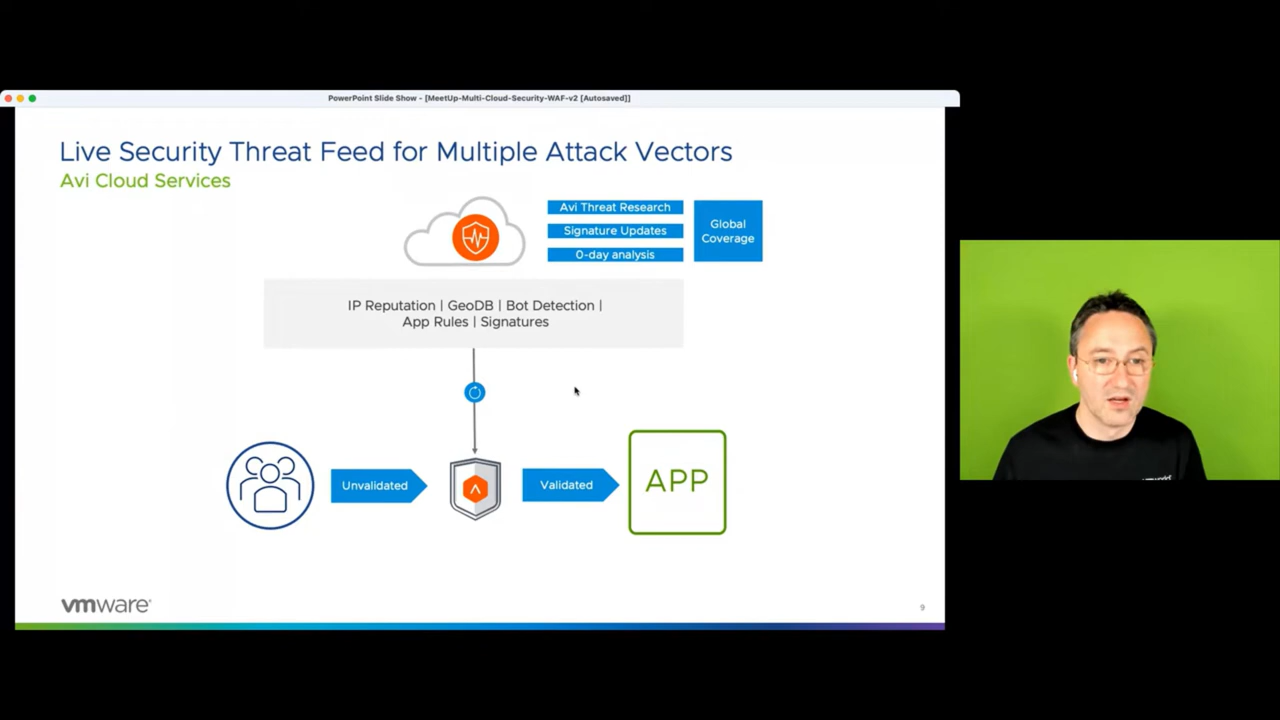 PowerPoint Slide Show - [MeetUp-Multi-Cloud-Security-WAF-v2 [Autosaved]]
Live Security Threat Feed for Multiple Attack Vectors
Avi Cloud Services
Avi Threat Research
Signature Updates
0-day analysis
Global
Coverage
IP Reputation | GeoDB | Bot Detection |
App Rules | Signatures
Unvalidated
Validated
APP
vmware®
9